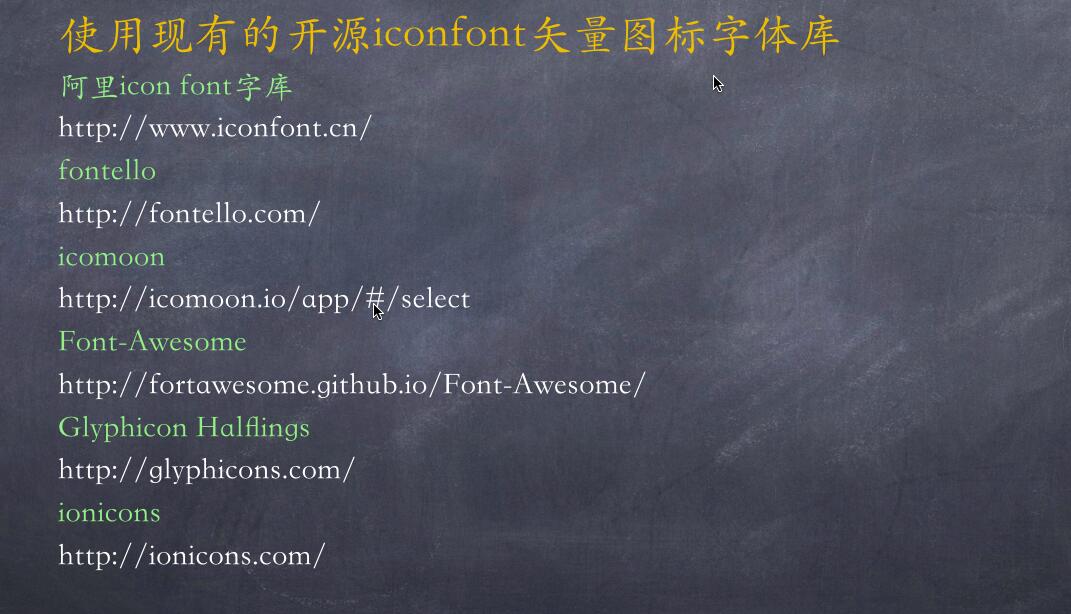 使用现有的开源iconfont矢量图标字体库
阿里icon font字库
http://www.iconfont.cn/
fontello
http://fontello.com/
icomoon
http://icomoon.io/app/#/select
Font-Awesome
http://fortawesome.github.io/Font-Awesome/
Glyphicon Halflings
http://glyphicons.com/
ionicons
http://ionicons.com/